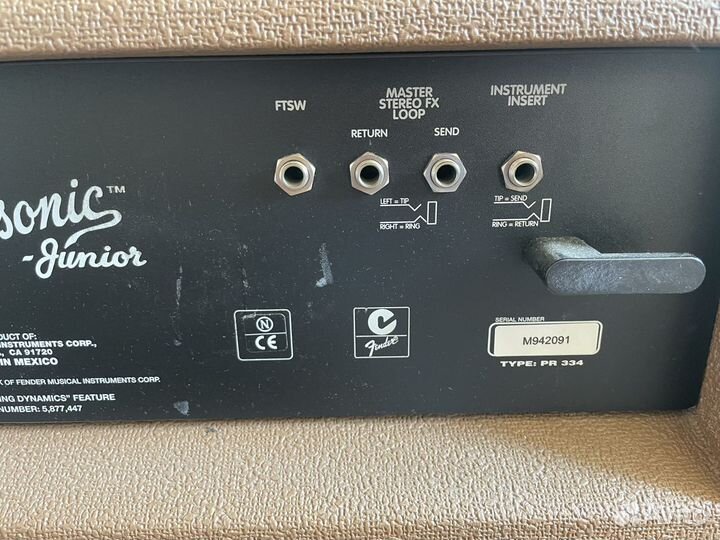 FTSW
MASTER
STEREO FX
LOOP
INSTRUMENT
INSERT
RETURN
SEND
sonic™
-Junior
LEFT = TIP
RIGHT = RING
TIP = SEND
RING = RETURN
N
CE
C
Fender
SERIAL NUMBER
M942091
TYPE: PR 334
DUCT OF:
INSTRUMENTS CORP.,
, CA 91720
IN MEXICO
K OF FENDER MUSICAL INSTRUMENTS CORP.
ING DYNAMICS" FEATURE
NUMBER: 5,877,447